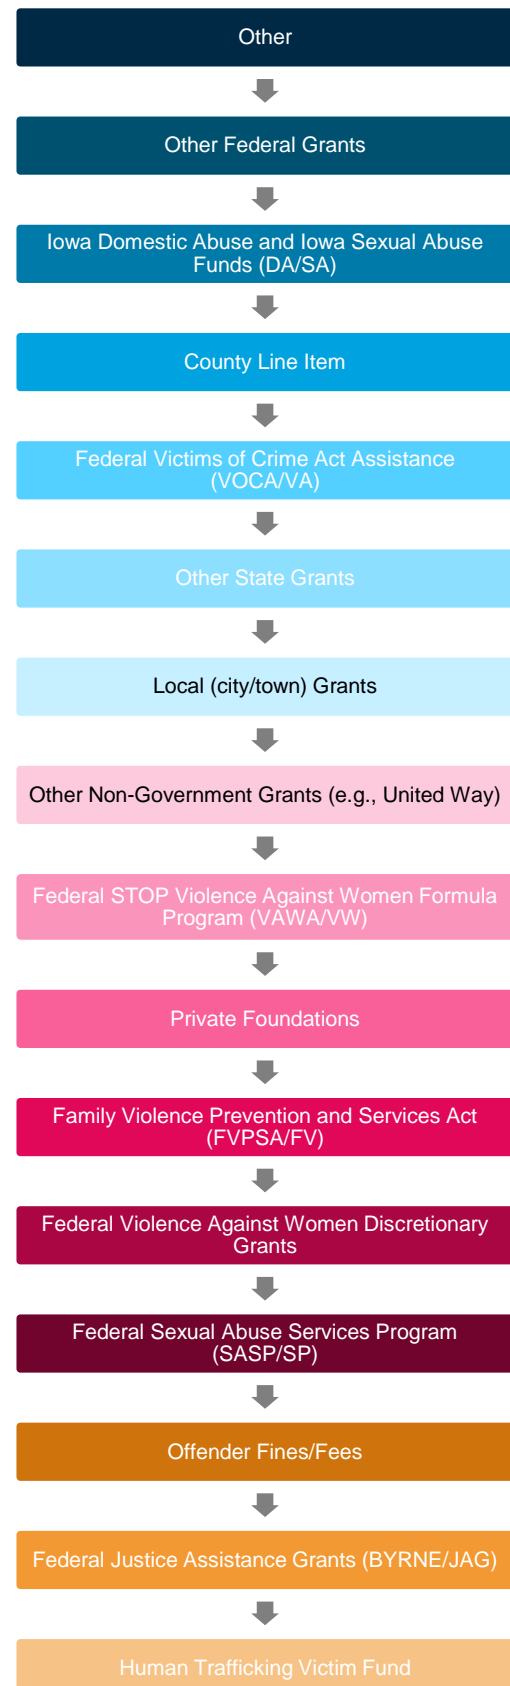 Other
Other Federal Grants
Iowa Domestic Abuse and Iowa Sexual Abuse
Funds (DA/SA)
County Line Item
Federal Victims of Crime Act Assistance
(VOCA/VA)
Other State Grants
Local (city/town) Grants
Other Non-Government Grants (e.g., United Way)
Federal STOP Violence Against Women Formula
Program (VAWA/VW)
Private Foundations
Family Violence Prevention and Services Act
(FVPSA/FV)
Federal Violence Against Women Discretionary
Grants
Federal Sexual Abuse Services Program
(SASP/SP)
Offender Fines/Fees
Federal Justice Assistance Grants (BYRNE/JAG)
Human Trafficking Victim Fund